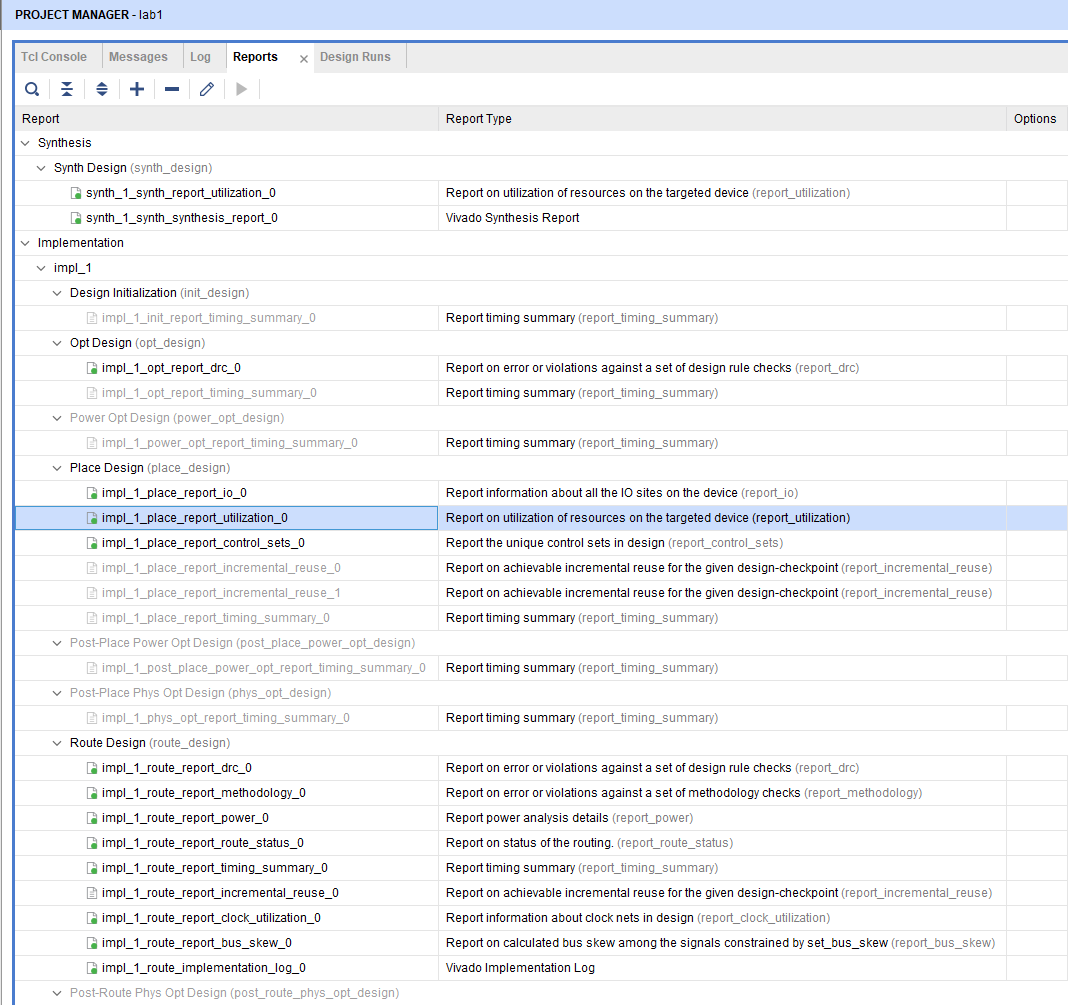 PROJECT MANAGER - lab1
Tcl Console Messages Log Reports Design Runs
Report Report Type Options
Synthesis
Synth Design (synth_design)
synth_1_synth_report_utilization_0 Report on utilization of resources on the targeted device (report_utilization)
synth_1_synth_synthesis_report_0 Vivado Synthesis Report
Implementation
impl_1
Design Initialization (init_design)
impl_1_init_report_timing_summary_0 Report timing summary (report_timing_summary)
Opt Design (opt_design)
impl_1_opt_report_drc_0 Report on error or violations against a set of design rule checks (report_drc)
impl_1_opt_report_timing_summary_0 Report timing summary (report_timing_summary)
Power Opt Design (power_opt_design)
impl_1_power_opt_report_timing_summary_0 Report timing summary (report_timing_summary)
Place Design (place_design)
impl_1_place_report_io_0 Report information about all the IO sites on the device (report_io)
impl_1_place_report_utilization_0 Report on utilization of resources on the targeted device (report_utilization)
impl_1_place_report_control_sets_0 Report the unique control sets in design (report_control_sets)
impl_1_place_report_incremental_reuse_0 Report on achievable incremental reuse for the given design-checkpoint (report_incremental_reuse)
impl_1_place_report_incremental_reuse_1 Report on achievable incremental reuse for the given design-checkpoint (report_incremental_reuse)
impl_1_place_report_timing_summary_0 Report timing summary (report_timing_summary)
Post-Place Power Opt Design (post_place_power_opt_design)
impl_1_post_place_power_opt_report_timing_summary_0 Report timing summary (report_timing_summary)
Post-Place Phys Opt Design (phys_opt_design)
impl_1_phys_opt_report_timing_summary_0 Report timing summary (report_timing_summary)
Route Design (route_design)
impl_1_route_report_drc_0 Report on error or violations against a set of design rule checks (report_drc)
impl_1_route_report_methodology_0 Report on error or violations against a set of methodology checks (report_methodology)
impl_1_route_report_power_0 Report power analysis details (report_power)
impl_1_route_report_route_status_0 Report on status of the routing. (report_route_status)
impl_1_route_report_timing_summary_0 Report timing summary (report_timing_summary)
impl_1_route_report_incremental_reuse_0 Report on achievable incremental reuse for the given design-checkpoint (report_incremental_reuse)
impl_1_route_report_clock_utilization_0 Report information about clock nets in design (report_clock_utilization)
impl_1_route_report_bus_skew_0 Report on calculated bus skew among the signals constrained by set_bus_skew (report_bus_skew)
impl_1_route_implementation_log_0 Vivado Implementation Log
Post-Route Phys Opt Design (post_route_phys_opt_design)